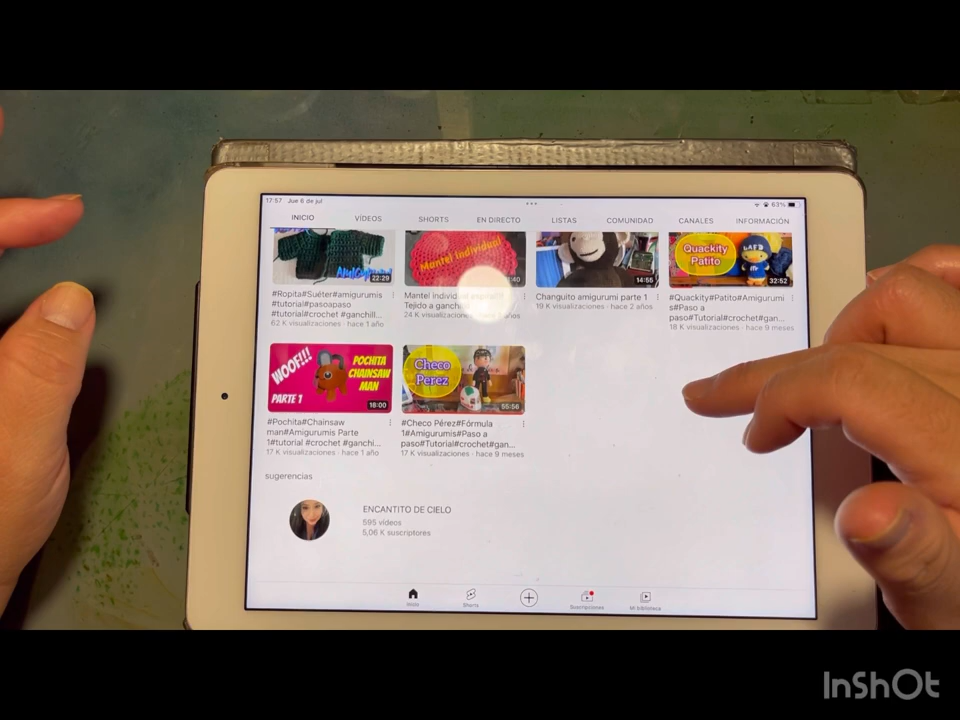 17:57 Jue 6 de jul
63%
INICIO VÍDEOS SHORTS EN DIRECTO LISTAS COMUNIDAD CANALES INFORMACIÓN
22:29
Mantel individual
14:55
Quackity
Patito
32:52
#Ropita#Suéter#amigurumis
#tutorial#pasoapaso
#tutorial#crochet #ganchill...
62 K visualizaciones · hace 1 año
Mantel
Tejido a
24 K
Changuito amigurumi parte 1
19 K visualizaciones · hace 2 años
#Quackity#Patito#Amigurumi
s#Paso a
paso#Tutorial#crochet#gan...
18 K visualizaciones · hace 9 meses
WOOF!!!
POCHITA
CHAINSAW
MAN
PARTE 1
18:00
Checo
Perez
55:56
#Pochita#Chainsaw
man#Amigurumis Parte
1#tutorial #crochet #ganchi...
17 K visualizaciones · hace 1 año
#Checo Pérez#Fórmula
1#Amigurumis#Paso a
paso#Tutorial#crochet#gan...
17 K visualizaciones · hace 9 meses
sugerencias
ENCANTITO DE CIELO
595 vídeos
5,06 K suscriptores
Inicio Shorts Suscripciones Mi biblioteca
InShOt